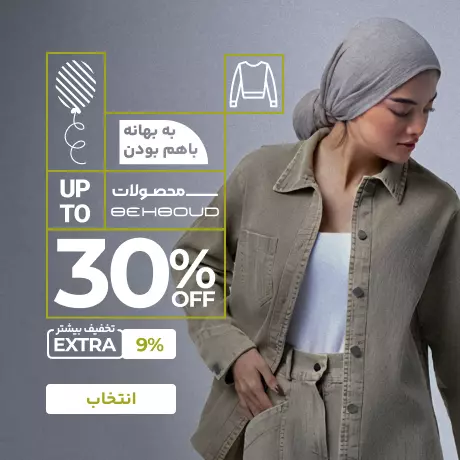 به بهانه
باهم بودن
UP TO
محصولات
BEHBOUD
30% OFF
تخفیف بیشتر
EXTRA 9%
انتخاب